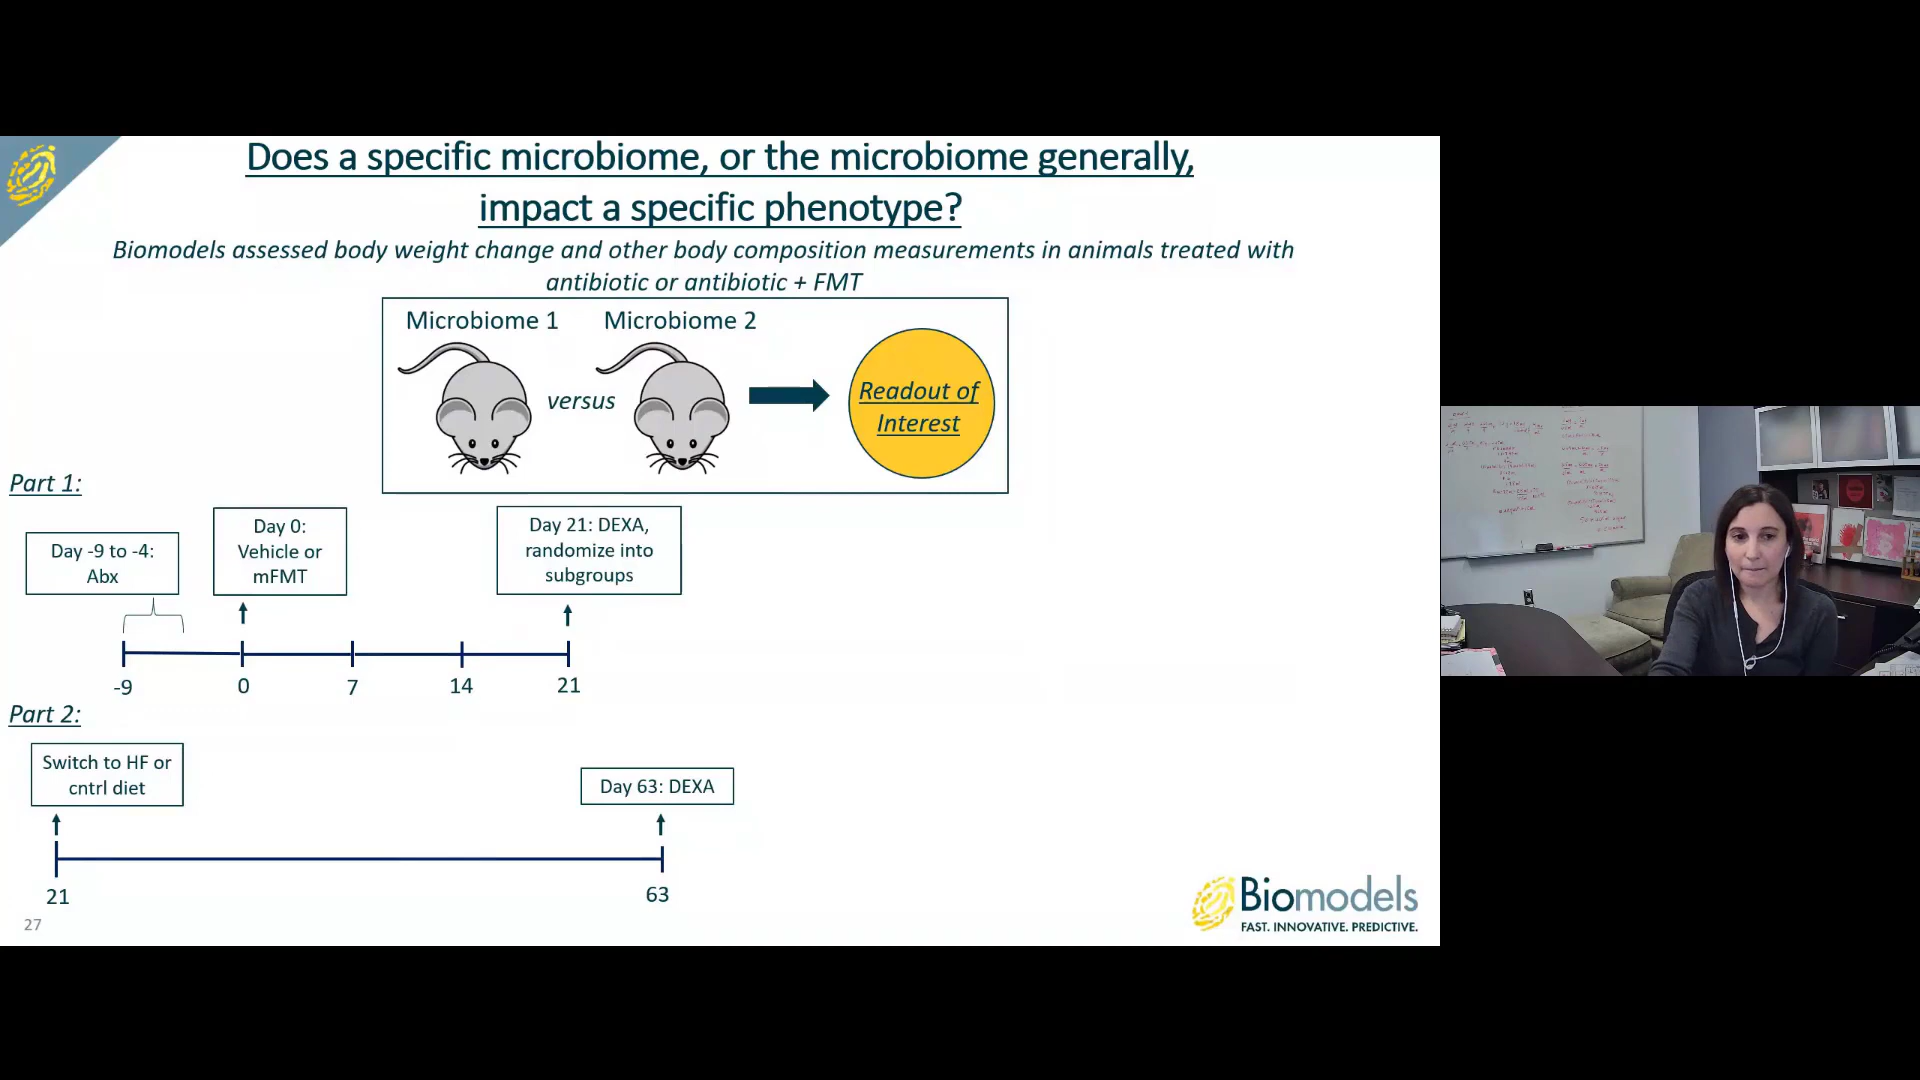 Does a specific microbiome, or the microbiome generally,
impact a specific phenotype?
Biomodels assessed body weight change and other body composition measurements in animals treated with
antibiotic or antibiotic + FMT
Microbiome 1
Microbiome 2
versus
Readout of
Interest
Part 1:
Day -9 to -4:
Abx
Day 0:
Vehicle or
mFMT
Day 21: DEXA,
randomize into
subgroups
-9
0
7
14
21
Part 2:
Switch to HF or
cntrl diet
Day 63: DEXA
21
63
27
Biomodels
FAST. INNOVATIVE. PREDICTIVE.